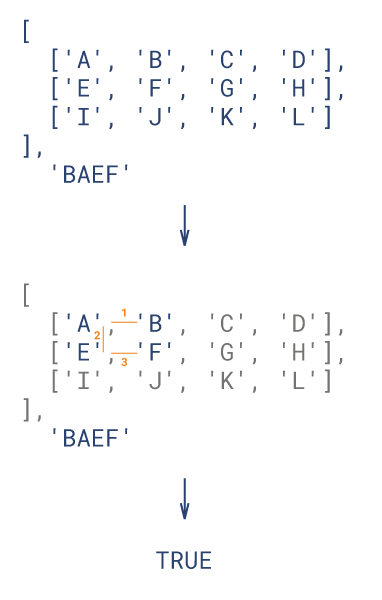 [
['A', 'B', 'C', 'D'],
['E', 'F', 'G', 'H'],
['I', 'J', 'K', 'L']
],
'BAEF'
[
['A', 'B', 'C', 'D'],
['E', 'F', 'G', 'H'],
['I', 'J', 'K', 'L']
],
'BAEF'
1
2
3
TRUE